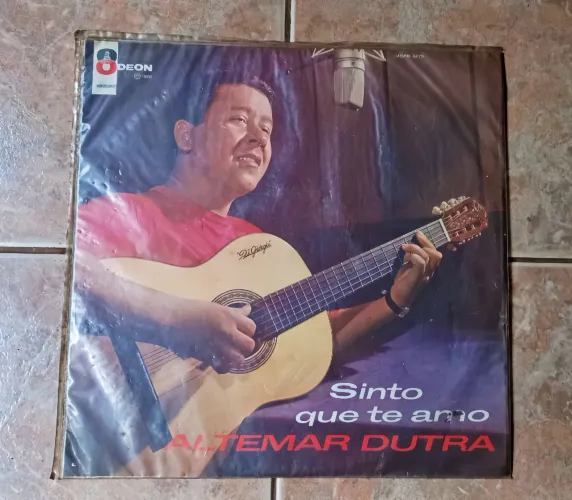 ODEON
"Di Giorgio"
Sinto
que te amo
ALTEMAR DUTRA